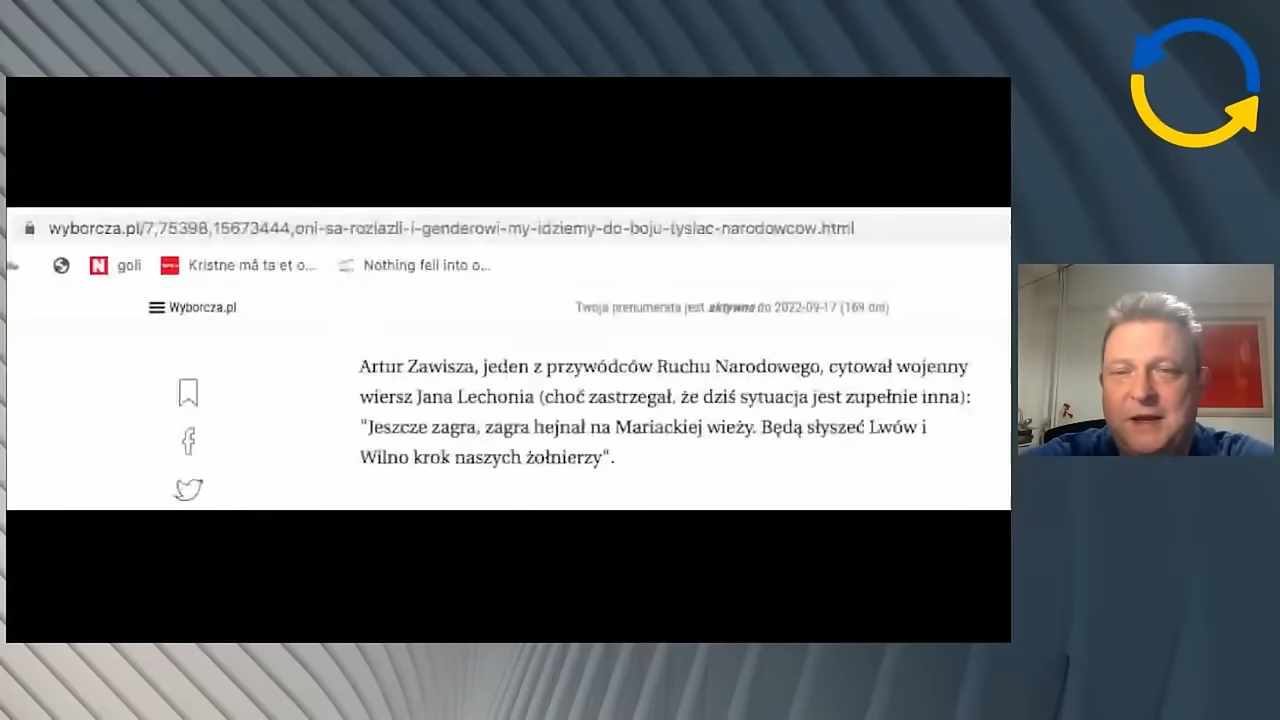 wyborcza.pl/7,75398,15673444,oni-sa-rozlazli-i-genderowi-my-idziemy-do-boju-tysiac-narodowcow.html
goli
Kristne må ta et o...
Nothing fell into o...
Wyborcza.pl
Twoja prenumerata jest aktywna do 2022-09-17 (169 dni)
Artur Zawisza, jeden z przywódców Ruchu Narodowego, cytował wojenny
wiersz Jana Lechonia (choć zastrzegał, że dziś sytuacja jest zupełnie inna):
"Jeszcze zagra, zagra hejnał na Mariackiej wieży. Będą słyszeć Lwów i
Wilno krok naszych żołnierzy".